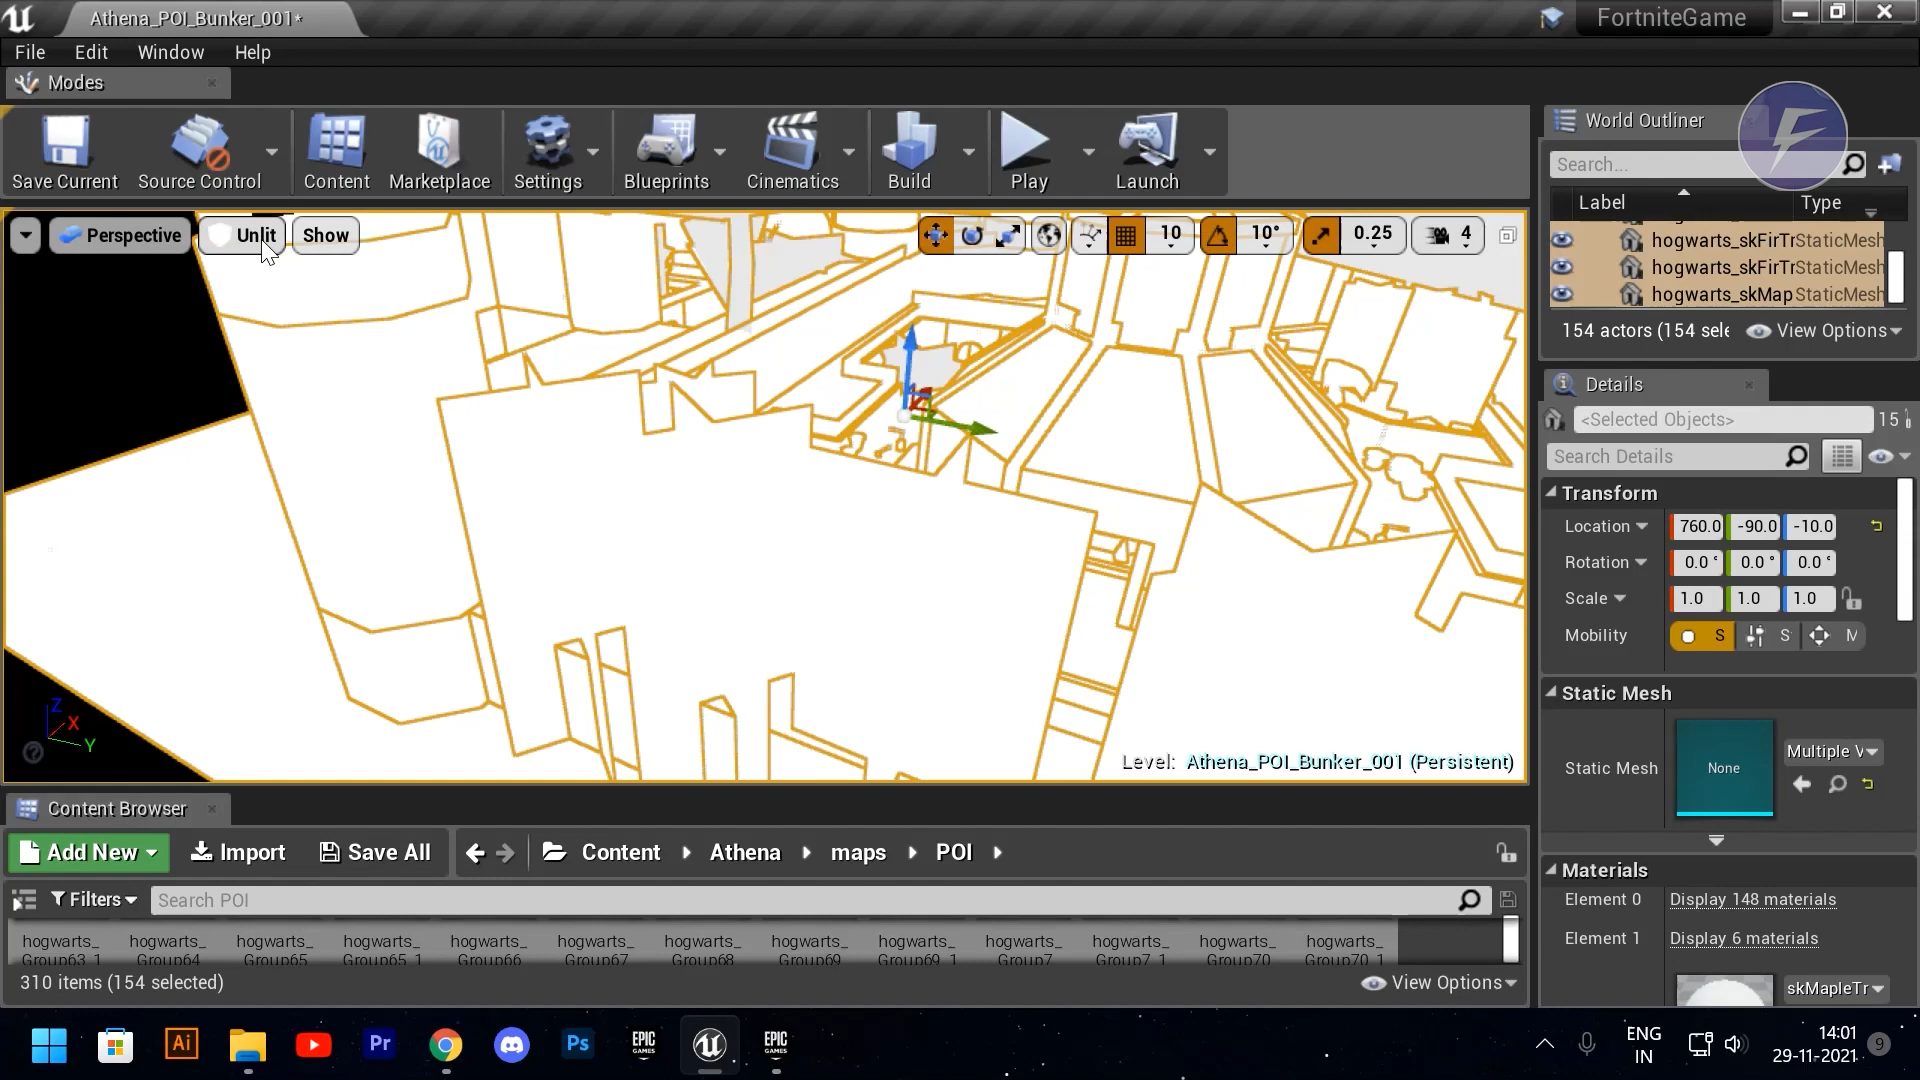 Athena_POI_Bunker_001*
FortniteGame
File Edit Window Help
Modes
Save Current Source Control Content Marketplace Settings Blueprints Cinematics Build Play Launch
World Outliner
Search...
Label Type
hogwarts_skFirTr StaticMesh
hogwarts_skFirTr StaticMesh
hogwarts_skMap StaticMesh
154 actors (154 sele View Options
Perspective Unlit Show 10 10° 0.25 4
Details
<Selected Objects> 15
Search Details
Transform
Location 760.0 -90.0 -10.0
Rotation 0.0 ° 0.0 ° 0.0 °
Scale 1.0 1.0 1.0
Mobility S S M
Static Mesh
Static Mesh None Multiple V
Z X Y
Level: Athena_POI_Bunker_001 (Persistent)
Materials
Element 0 Display 148 materials
Element 1 Display 6 materials
skMapleTr
Content Browser
Add New Import Save All Content Athena maps POI
Filters Search POI
hogwarts_ hogwarts_ hogwarts_ hogwarts_ hogwarts_ hogwarts_ hogwarts_ hogwarts_ hogwarts_ hogwarts_ hogwarts_ hogwarts_ hogwarts_
Group63_1 Group64 Group65 Group65_1 Group66 Group67 Group68 Group69 Group69_1 Group7 Group7_1 Group70 Group70_1
310 items (154 selected) View Options
Ai Pr Ps EPIC GAMES EPIC GAMES
ENG IN
14:01
29-11-2021
9